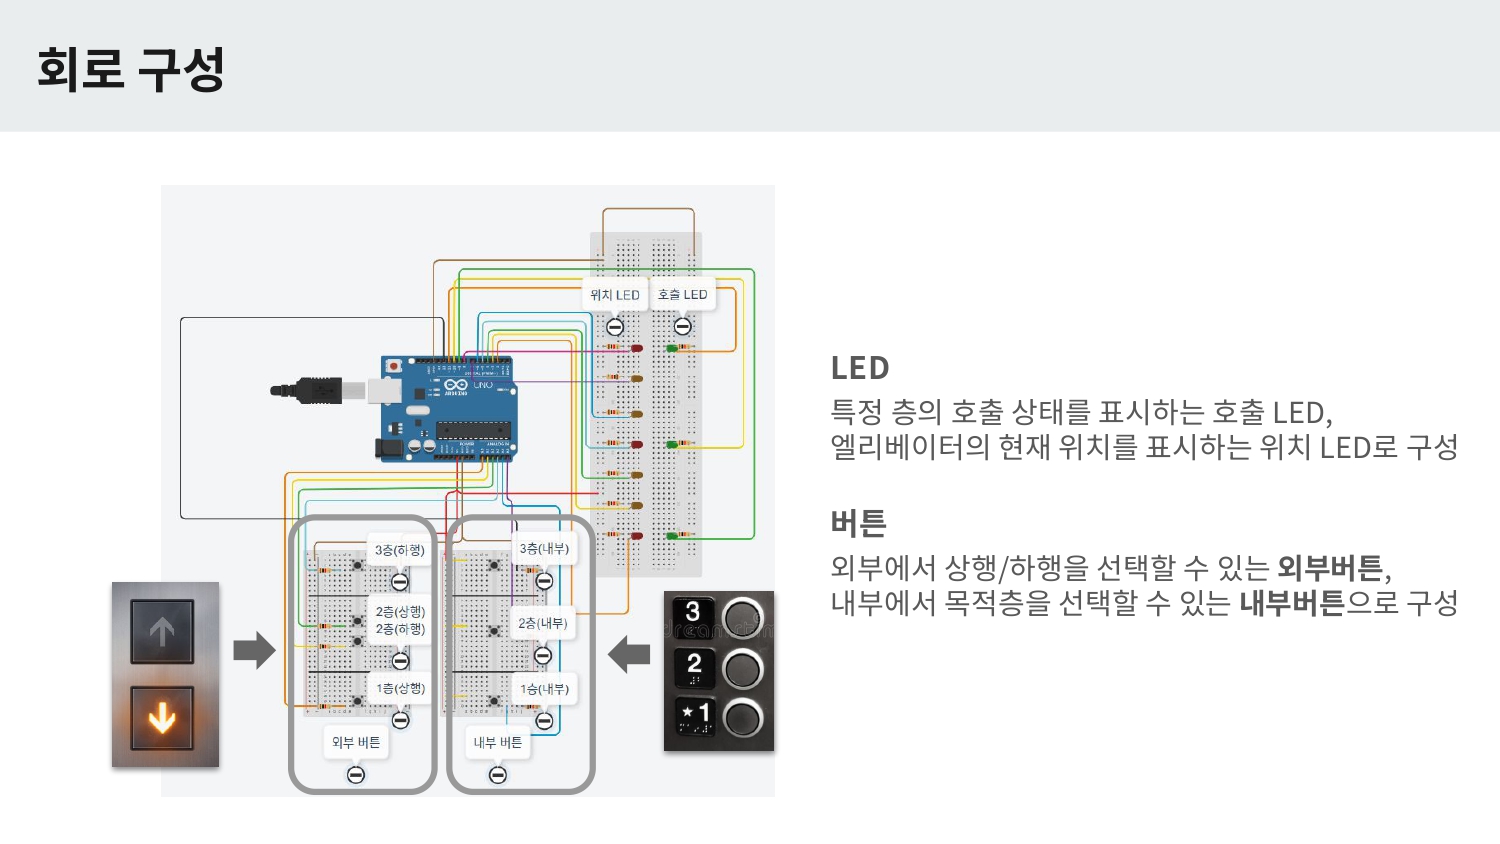 회로 구성
위치 LED
호출 LED
UNO
3층(하행)
2층(상행)
2층(하행)
1층(상행)
외부 버튼
3층(내부)
2층(내부)
1층(내부)
내부 버튼
3
2
★1
LED
특정 층의 호출 상태를 표시하는 호출 LED,
엘리베이터의 현재 위치를 표시하는 위치 LED로 구성
버튼
외부에서 상행/하행을 선택할 수 있는 외부버튼,
내부에서 목적층을 선택할 수 있는 내부버튼으로 구성